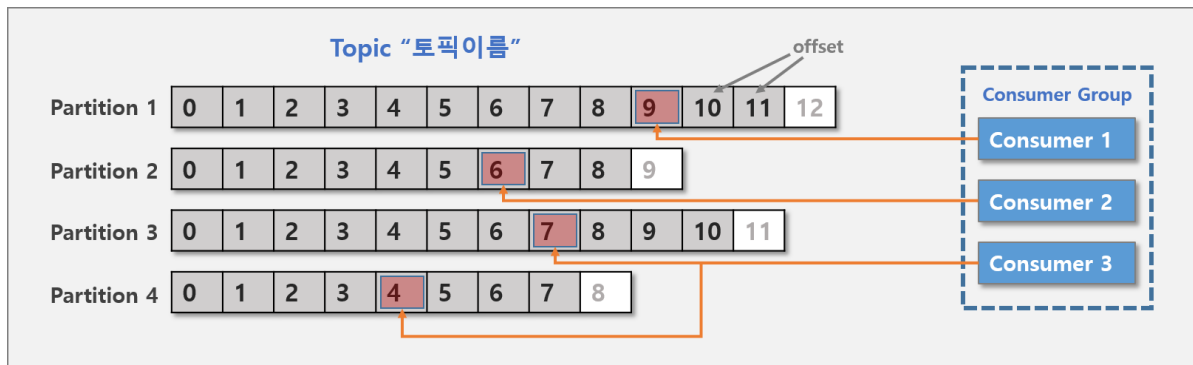 Topic “토픽이름”
offset
Partition 1 0 1 2 3 4 5 6 7 8 9 10 11 12
Partition 2 0 1 2 3 4 5 6 7 8 9
Partition 3 0 1 2 3 4 5 6 7 8 9 10 11
Partition 4 0 1 2 3 4 5 6 7 8
Consumer Group
Consumer 1
Consumer 2
Consumer 3